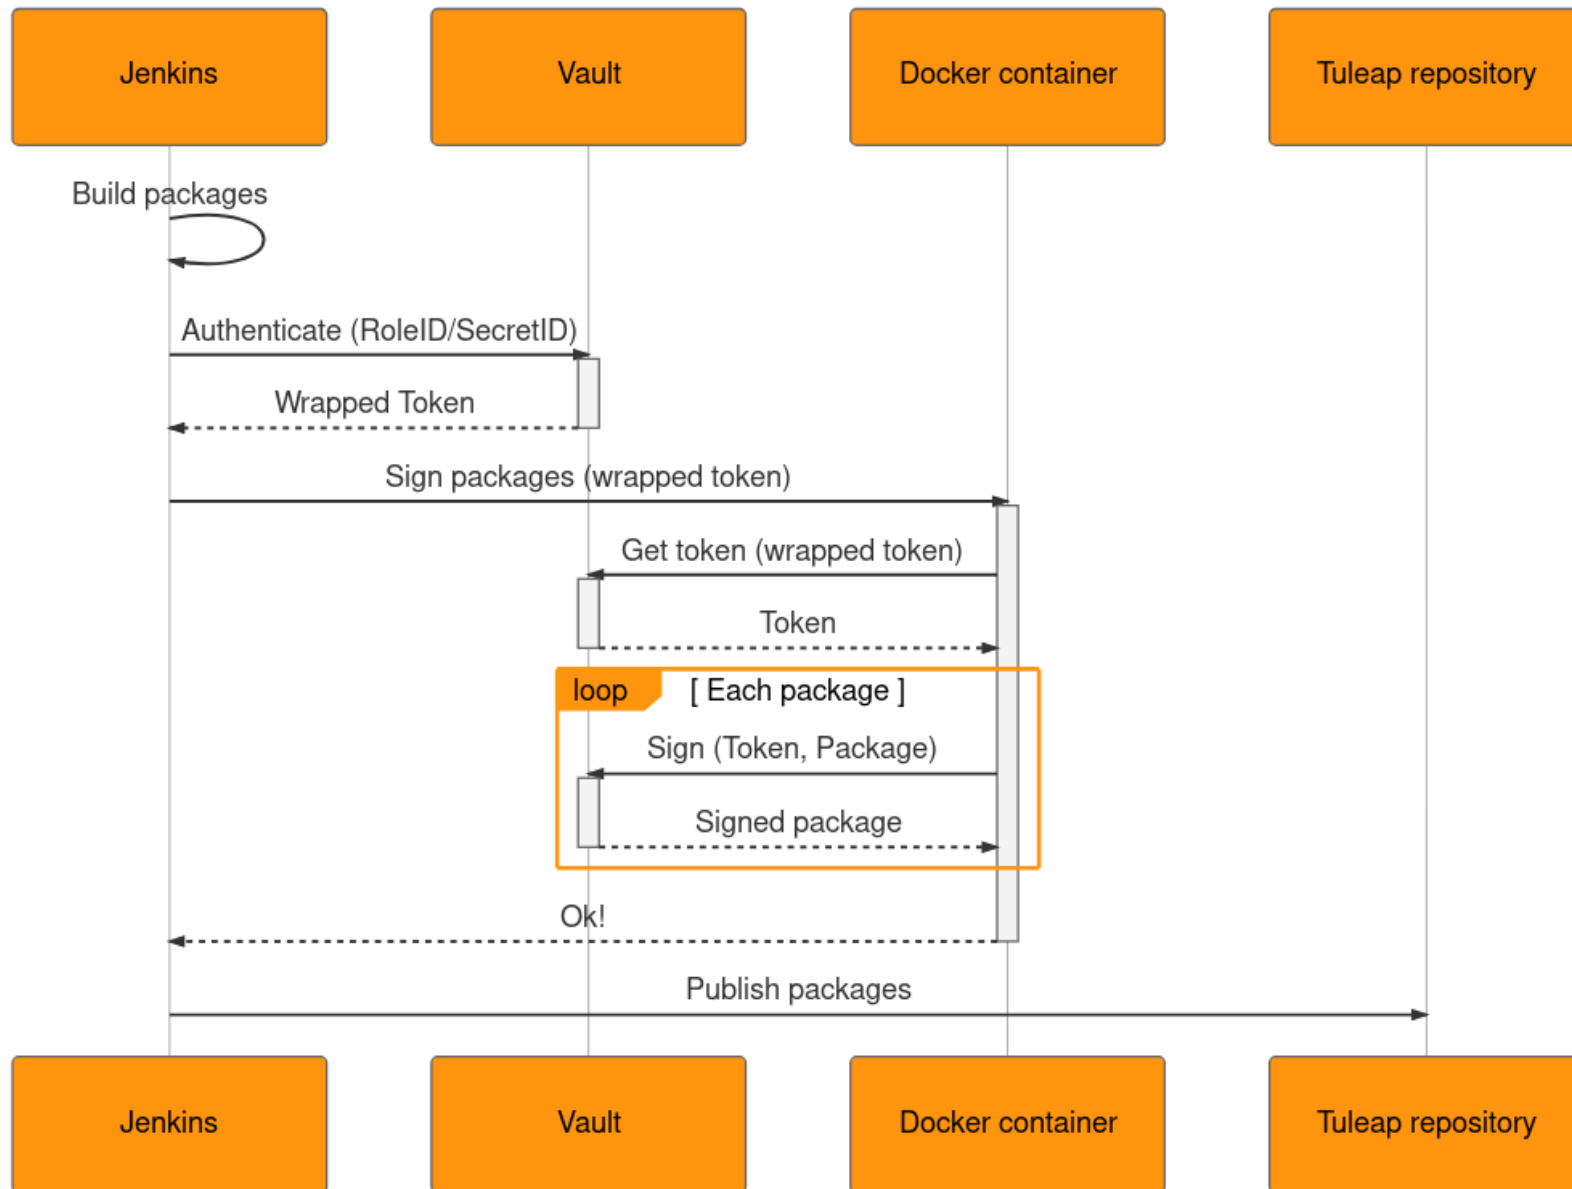 Jenkins
Vault
Docker container
Tuleap repository
Build packages
Authenticate (RoleID/SecretID)
Wrapped Token
Sign packages (wrapped token)
Get token (wrapped token)
Token
loop
[ Each package ]
Sign (Token, Package)
Signed package
Ok!
Publish packages
Jenkins
Vault
Docker container
Tuleap repository